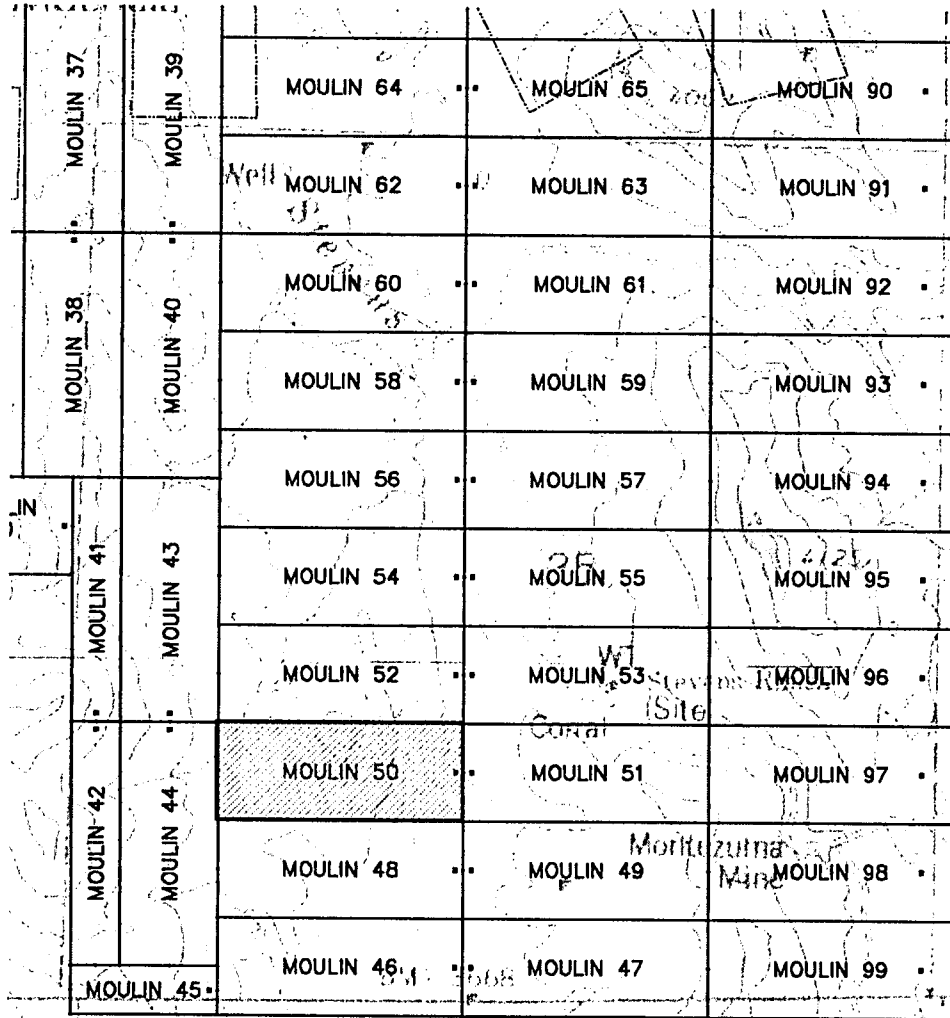 MOULIN 37
MOULIN 39
MOULIN 64
MOULIN 65
MOULIN 90
Well
MOULIN 62
MOULIN 63
MOULIN 91
MOULIN 38
MOULIN 40
MOULIN 60
MOULIN 61
MOULIN 92
MOULIN 58
MOULIN 59
MOULIN 93
MOULIN 56
MOULIN 57
MOULIN 94
MOULIN 41
MOULIN 43
MOULIN 54
MOULIN 55
MOULIN 95
MOULIN 52
MOULIN 53
MOULIN 96
(Site
Corral
MOULIN 50
MOULIN 51
MOULIN 97
MOULIN 42
MOULIN 44
MOULIN 48
MOULIN 49
Montezuma
Mine
MOULIN 98
MOULIN 46
MOULIN 47
MOULIN 99
MOULIN 45